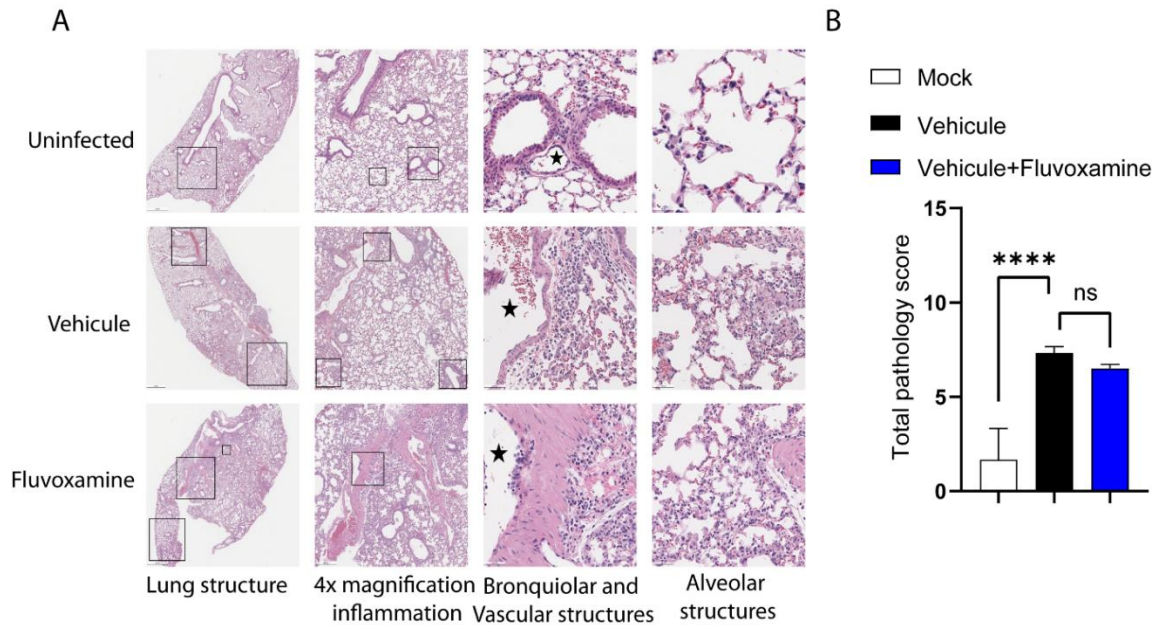 A
B
Uninfected
Vehicule
Fluvoxamine
Lung structure
4x magnification
inflammation
Bronquiolar and
Vascular structures
Alveolar
structures
Mock
Vehicule
Vehicule+Fluvoxamine
Total pathology score
15
10
5
0
****
ns